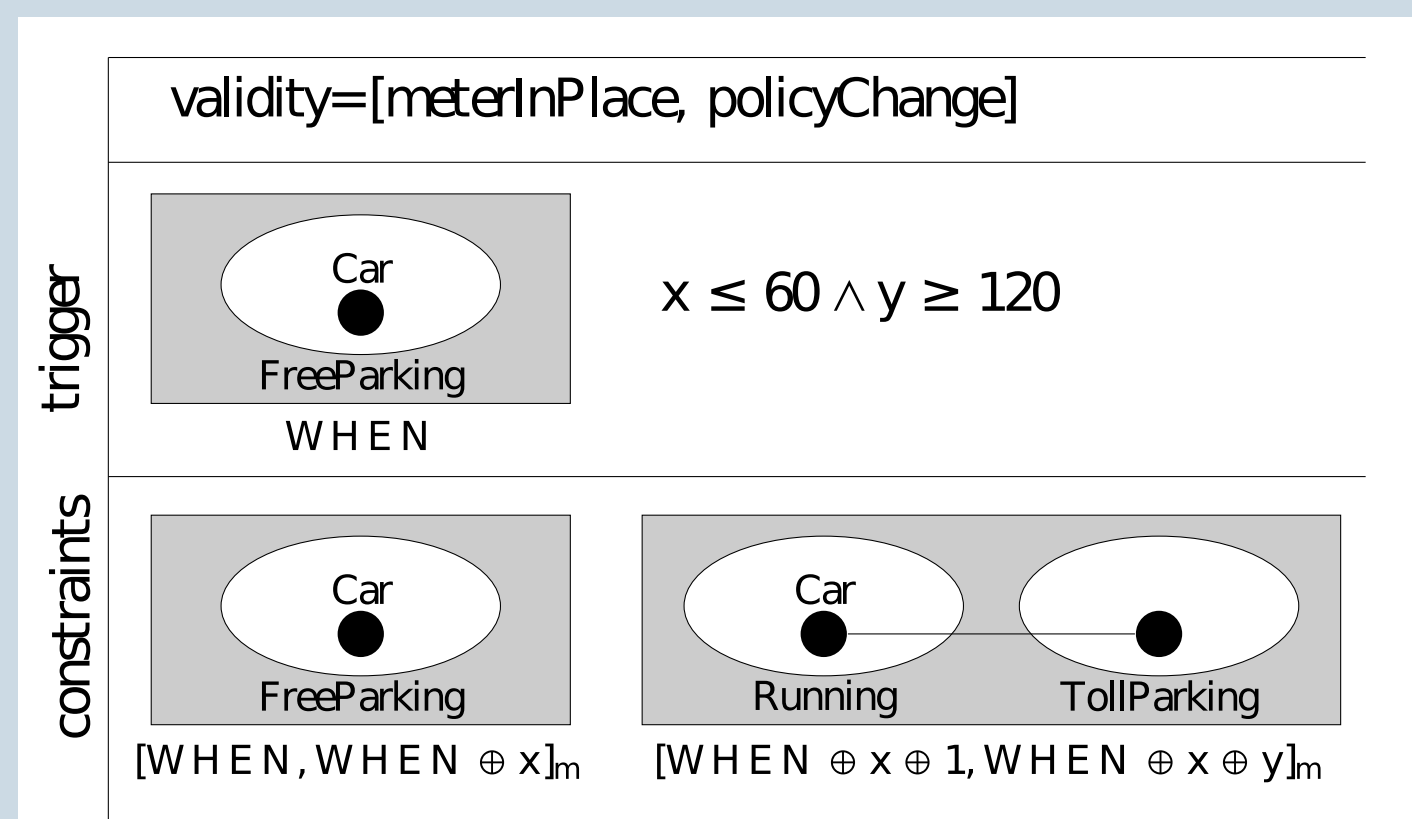 validity=[meterInPlace, policyChange]
trigger
Car
FreeParking
WHEN
x ≤ 60 ∧ y ≥ 120
constraints
Car
FreeParking
[WHEN, WHEN ⊕ x]m
Car
Running
TollParking
[WHEN ⊕ x ⊕ 1, WHEN ⊕ x ⊕ y]m